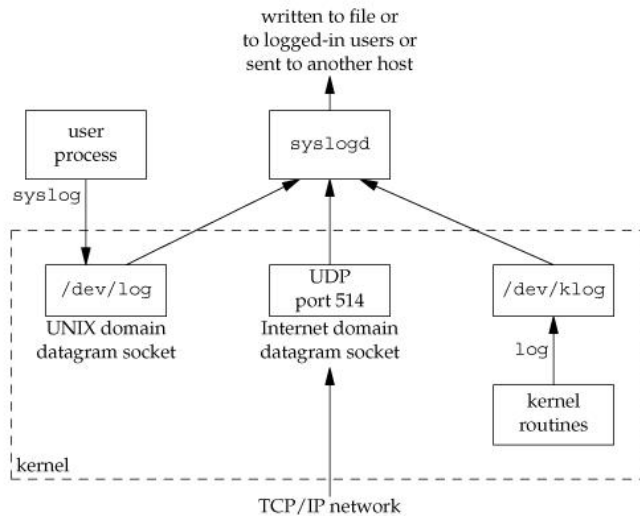 written to file or
to logged-in users or
sent to another host
user
process
syslogd
syslog
/dev/log
UDP
port 514
/dev/klog
UNIX domain
datagram socket
Internet domain
datagram socket
log
kernel
routines
kernel
TCP/IP network